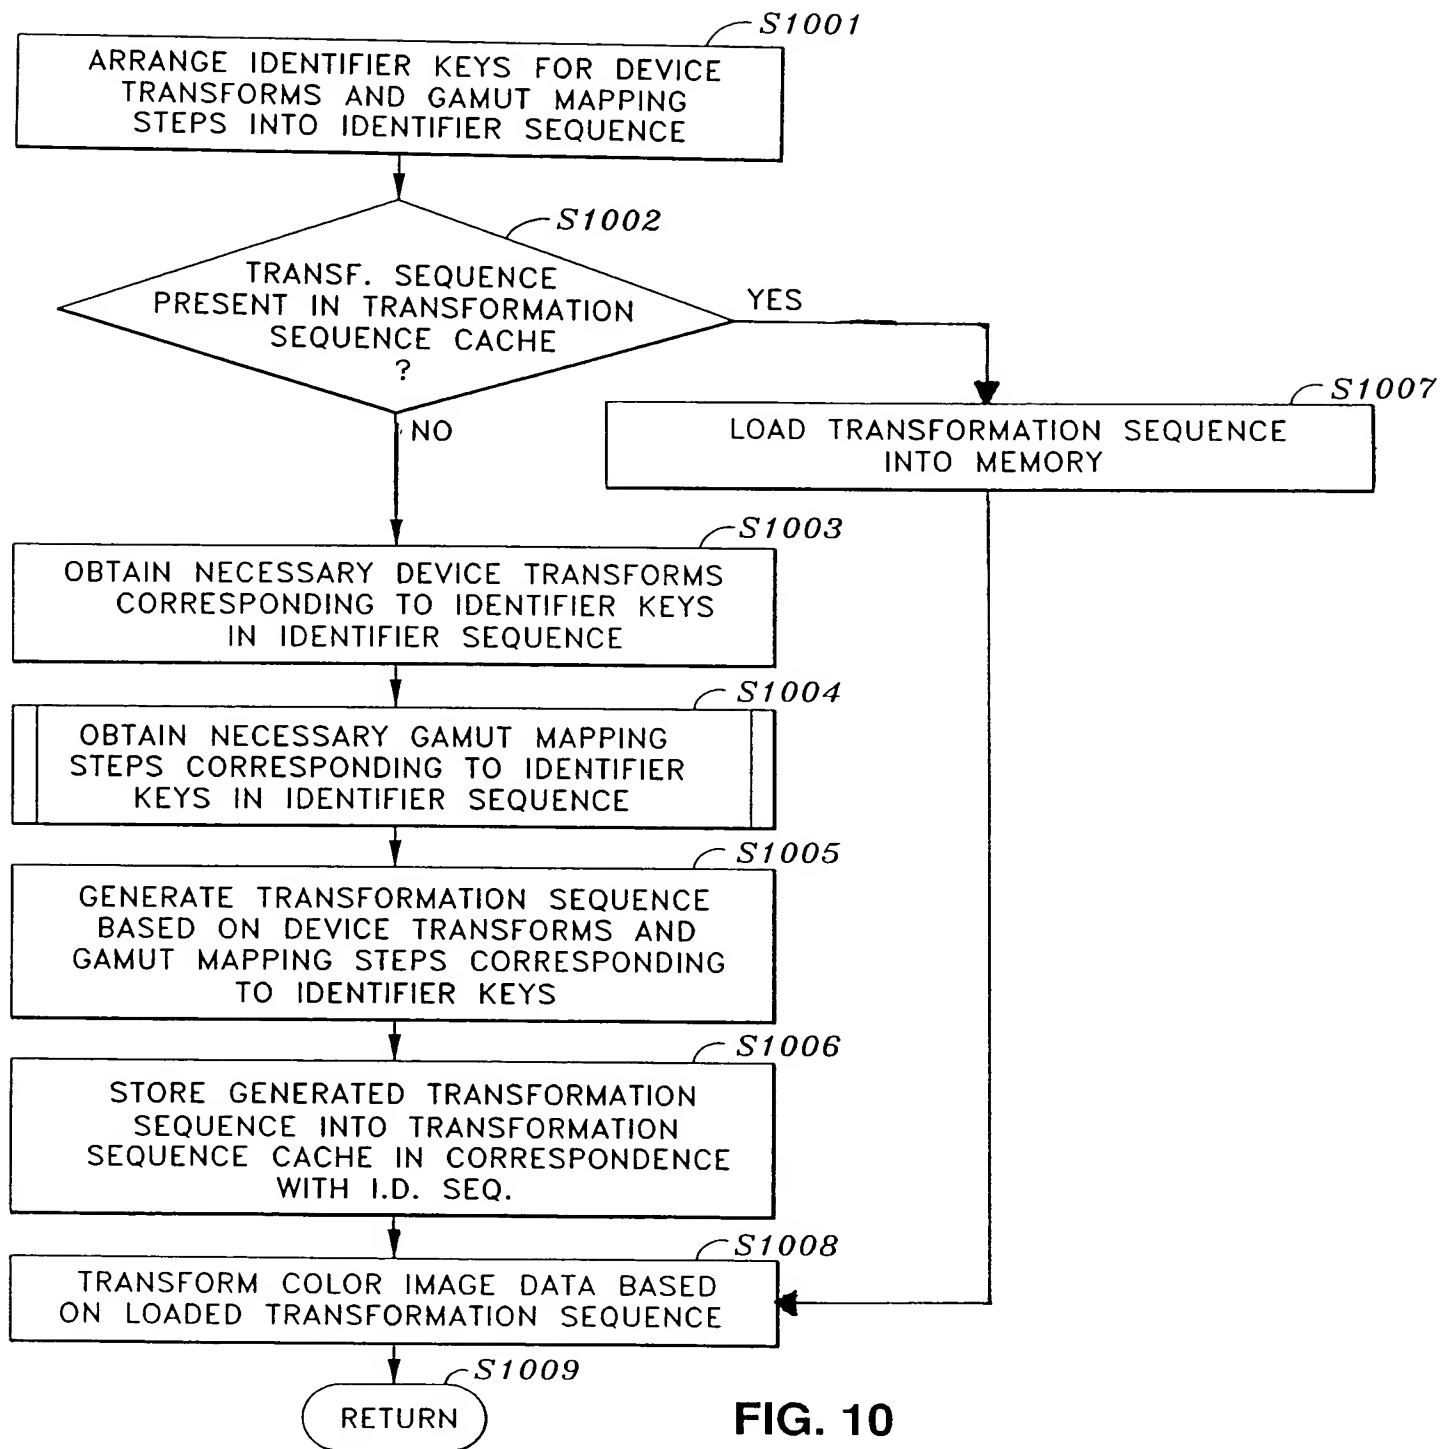 S1001
ARRANGE IDENTIFIER KEYS FOR DEVICE
TRANSFORMS AND GAMUT MAPPING
STEPS INTO IDENTIFIER SEQUENCE
S1002
TRANSF. SEQUENCE
PRESENT IN TRANSFORMATION
SEQUENCE CACHE
?
YES
NO
S1007
LOAD TRANSFORMATION SEQUENCE
INTO MEMORY
S1003
OBTAIN NECESSARY DEVICE TRANSFORMS
CORRESPONDING TO IDENTIFIER KEYS
IN IDENTIFIER SEQUENCE
S1004
OBTAIN NECESSARY GAMUT MAPPING
STEPS CORRESPONDING TO IDENTIFIER
KEYS IN IDENTIFIER SEQUENCE
S1005
GENERATE TRANSFORMATION SEQUENCE
BASED ON DEVICE TRANSFORMS AND
GAMUT MAPPING STEPS CORRESPONDING
TO IDENTIFIER KEYS
S1006
STORE GENERATED TRANSFORMATION
SEQUENCE INTO TRANSFORMATION
SEQUENCE CACHE IN CORRESPONDENCE
WITH I.D. SEQ.
S1008
TRANSFORM COLOR IMAGE DATA BASED
ON LOADED TRANSFORMATION SEQUENCE
S1009
RETURN
FIG. 10